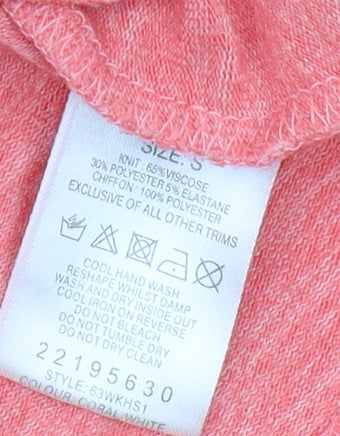 SIZE: S
KNIT : 65% VISCOSE
30% POLYESTER 5% ELASTANE
CHIFFON : 100% POLYESTER
EXCLUSIVE OF ALL OTHER TRIMS
COOL HAND WASH
RESHAPE WHILST DAMP
WASH AND DRY INSIDE OUT
COOL IRON ON REVERSE
DO NOT BLEACH
DO NOT TUMBLE DRY
DO NOT DRY CLEAN
22195630
STYLE: 63WKHS1
COLOUR: CORAL WHITE